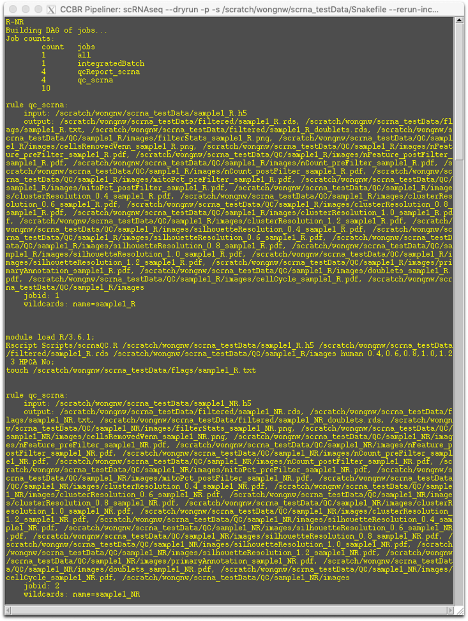 CCBR Pipeliner: scRNAseq --dryrun -p -s /scratch/wongnw/scrna_testData/Snakefile --rerun-inc...
R-NR
Building DAG of jobs...
Job counts:
count jobs
1 all
1 integratedBatch
4 qcReport_scrna
4 qc_scrna
10
rule qc_scrna:
input: /scratch/wongnw/scrna_testData/sample1_R.h5
output: /scratch/wongnw/scrna_testData/filtered/sample1_R.rds, /scratch/wongnw/scrna_testData/fl
ags/sample1_R.txt, /scratch/wongnw/scrna_testData/filtered/sample1_R_doublets.rds, /scratch/wongnw/s
crna_testData/QC/sample1_R/images/filterStats_sample1_R.png, /scratch/wongnw/scrna_testData/QC/sampl
e1_R/images/cellsRemovedVenn_sample1_R.png, /scratch/wongnw/scrna_testData/QC/sample1_R/images/nFeat
ure_preFilter_sample1_R.pdf, /scratch/wongnw/scrna_testData/QC/sample1_R/images/nFeature_postFilter_
sample1_R.pdf, /scratch/wongnw/scrna_testData/QC/sample1_R/images/nCount_preFilter_sample1_R.pdf, /s
cratch/wongnw/scrna_testData/QC/sample1_R/images/nCount_postFilter_sample1_R.pdf, /scratch/wongnw/sc
rna_testData/QC/sample1_R/images/mitoPct_preFilter_sample1_R.pdf, /scratch/wongnw/scrna_testData/QC/
sample1_R/images/mitoPct_postFilter_sample1_R.pdf, /scratch/wongnw/scrna_testData/QC/sample1_R/image
s/clusterResolution_0.4_sample1_R.pdf, /scratch/wongnw/scrna_testData/QC/sample1_R/images/clusterRes
olution_0.6_sample1_R.pdf, /scratch/wongnw/scrna_testData/QC/sample1_R/images/clusterResolution_0.8_
sample1_R.pdf, /scratch/wongnw/scrna_testData/QC/sample1_R/images/clusterResolution_1.0_sample1_R.pd
f, /scratch/wongnw/scrna_testData/QC/sample1_R/images/clusterResolution_1.2_sample1_R.pdf, /scratch/
wongnw/scrna_testData/QC/sample1_R/images/silhouetteResolution_0.4_sample1_R.pdf, /scratch/wongnw/sc
rna_testData/QC/sample1_R/images/silhouetteResolution_0.6_sample1_R.pdf, /scratch/wongnw/scrna_testD
ata/QC/sample1_R/images/silhouetteResolution_0.8_sample1_R.pdf, /scratch/wongnw/scrna_testData/QC/sa
mple1_R/images/silhouetteResolution_1.0_sample1_R.pdf, /scratch/wongnw/scrna_testData/QC/sample1_R/i
mages/silhouetteResolution_1.2_sample1_R.pdf, /scratch/wongnw/scrna_testData/QC/sample1_R/images/pri
maryAnnotation_sample1_R.pdf, /scratch/wongnw/scrna_testData/QC/sample1_R/images/doublets_sample1_R.
pdf, /scratch/wongnw/scrna_testData/QC/sample1_R/images/cellCycle_sample1_R.pdf, /scratch/wongnw/scr
na_testData/QC/sample1_R/images
jobid: 1
wildcards: name=sample1_R
module load R/3.6.1;
Rscript Scripts/scrnaQC.R /scratch/wongnw/scrna_testData/sample1_R.h5 /scratch/wongnw/scrna_testData
/filtered/sample1_R.rds /scratch/wongnw/scrna_testData/QC/sample1_R/images human 0.4,0.6,0.8,1.0,1.2
3 HPCA No;
touch /scratch/wongnw/scrna_testData/flags/sample1_R.txt
rule qc_scrna:
input: /scratch/wongnw/scrna_testData/sample1_NR.h5
output: /scratch/wongnw/scrna_testData/filtered/sample1_NR.rds, /scratch/wongnw/scrna_testData/f
lags/sample1_NR.txt, /scratch/wongnw/scrna_testData/filtered/sample1_NR_doublets.rds, /scratch/wongn
w/scrna_testData/QC/sample1_NR/images/filterStats_sample1_NR.png, /scratch/wongnw/scrna_testData/QC/
sample1_NR/images/cellsRemovedVenn_sample1_NR.png, /scratch/wongnw/scrna_testData/QC/sample1_NR/imag
es/nFeature_preFilter_sample1_NR.pdf, /scratch/wongnw/scrna_testData/QC/sample1_NR/images/nFeature_p
ostFilter_sample1_NR.pdf, /scratch/wongnw/scrna_testData/QC/sample1_NR/images/nCount_preFilter_sampl
e1_NR.pdf, /scratch/wongnw/scrna_testData/QC/sample1_NR/images/nCount_postFilter_sample1_NR.pdf, /sc
ratch/wongnw/scrna_testData/QC/sample1_NR/images/mitoPct_preFilter_sample1_NR.pdf, /scratch/wongnw/s
crna_testData/QC/sample1_NR/images/mitoPct_postFilter_sample1_NR.pdf, /scratch/wongnw/scrna_testData
/QC/sample1_NR/images/clusterResolution_0.4_sample1_NR.pdf, /scratch/wongnw/scrna_testData/QC/sample
1_NR/images/clusterResolution_0.6_sample1_NR.pdf, /scratch/wongnw/scrna_testData/QC/sample1_NR/image
s/clusterResolution_0.8_sample1_NR.pdf, /scratch/wongnw/scrna_testData/QC/sample1_NR/images/clusterR
esolution_1.0_sample1_NR.pdf, /scratch/wongnw/scrna_testData/QC/sample1_NR/images/clusterResolution_
1.2_sample1_NR.pdf, /scratch/wongnw/scrna_testData/QC/sample1_NR/images/silhouetteResolution_0.4_sam
ple1_NR.pdf, /scratch/wongnw/scrna_testData/QC/sample1_NR/images/silhouetteResolution_0.6_sample1_NR
.pdf, /scratch/wongnw/scrna_testData/QC/sample1_NR/images/silhouetteResolution_0.8_sample1_NR.pdf, /
scratch/wongnw/scrna_testData/QC/sample1_NR/images/silhouetteResolution_1.0_sample1_NR.pdf, /scratch
/wongnw/scrna_testData/QC/sample1_NR/images/silhouetteResolution_1.2_sample1_NR.pdf, /scratch/wongnw
/scrna_testData/QC/sample1_NR/images/primaryAnnotation_sample1_NR.pdf, /scratch/wongnw/scrna_testDat
a/QC/sample1_NR/images/doublets_sample1_NR.pdf, /scratch/wongnw/scrna_testData/QC/sample1_NR/images/
cellCycle_sample1_NR.pdf, /scratch/wongnw/scrna_testData/QC/sample1_NR/images
jobid: 2
wildcards: name=sample1_NR